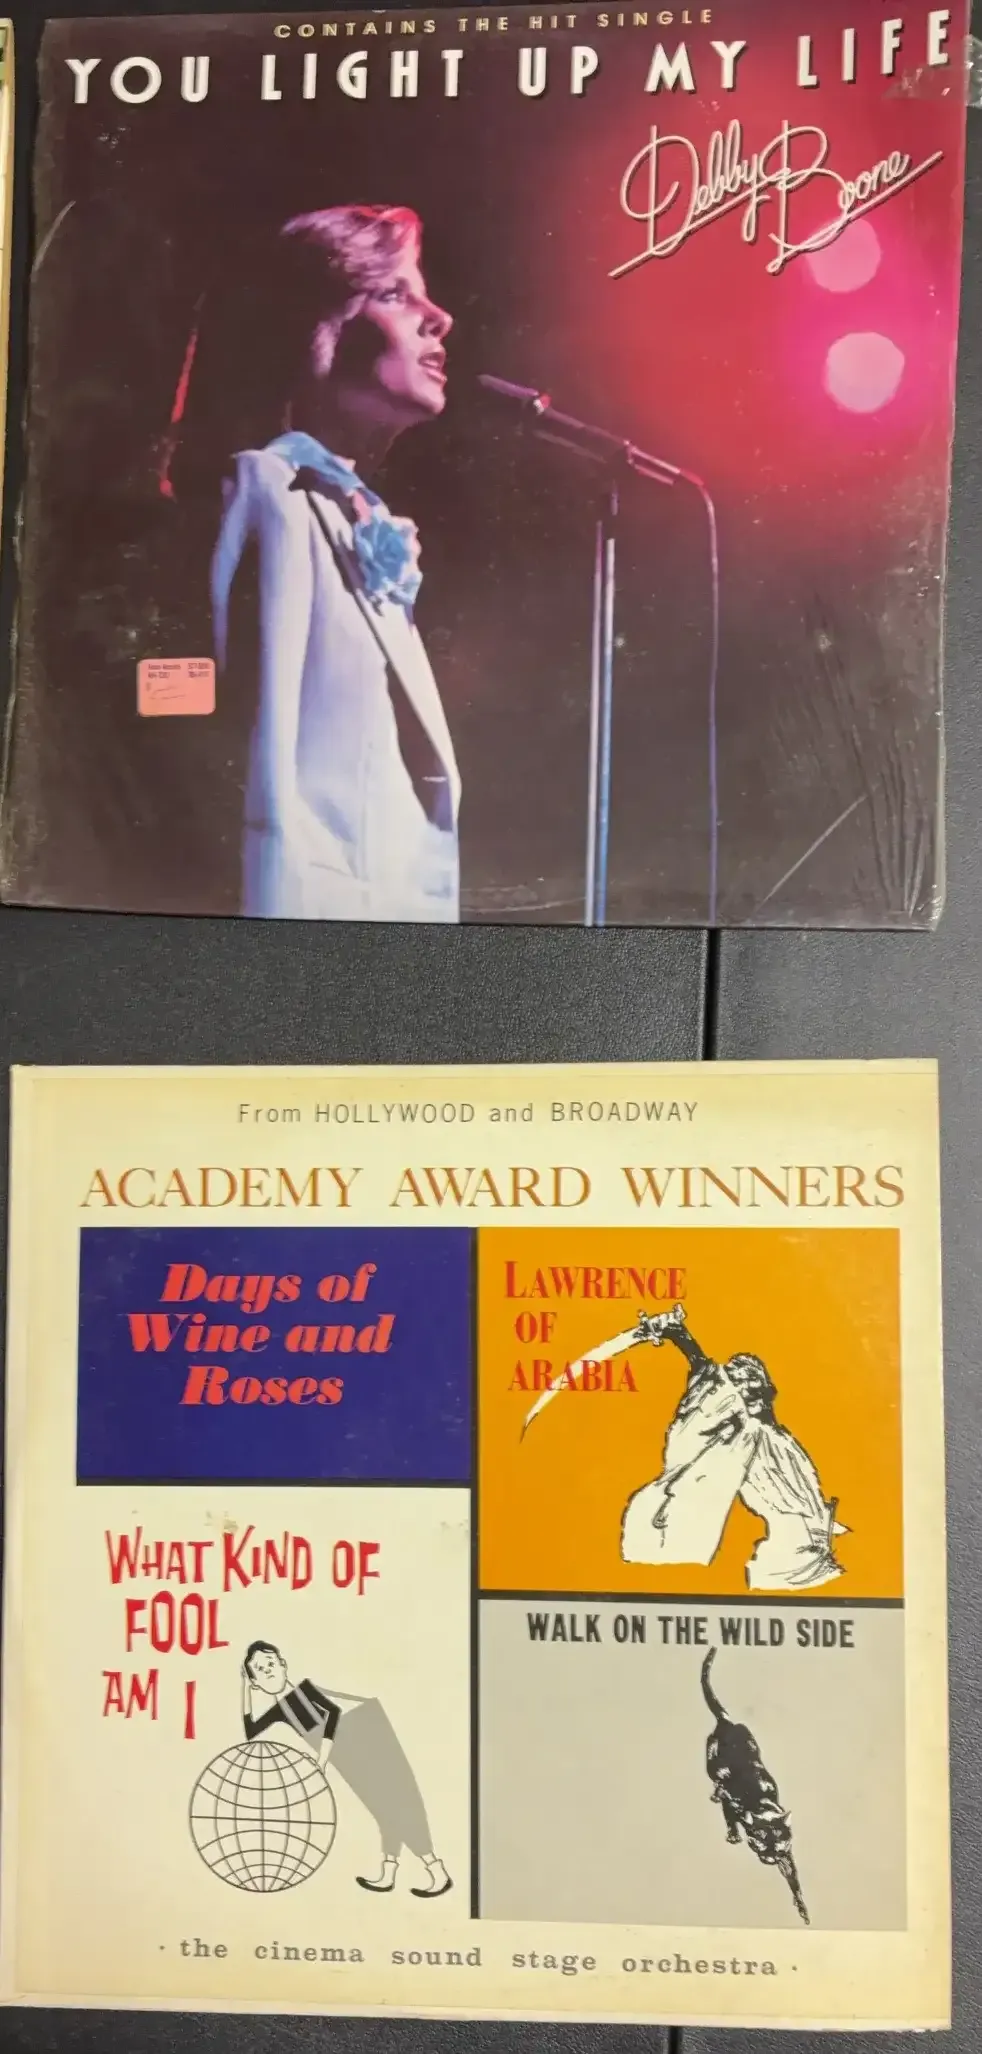 CONTAINS THE HIT SINGLE
YOU LIGHT UP MY LIFE
Debby Boone
From HOLLYWOOD and BROADWAY
ACADEMY AWARD WINNERS
Days of
Wine and
Roses
LAWRENCE
OF
ARABIA
WHAT KIND OF
FOOL
AM I
WALK ON THE WILD SIDE
· the cinema sound stage orchestra ·